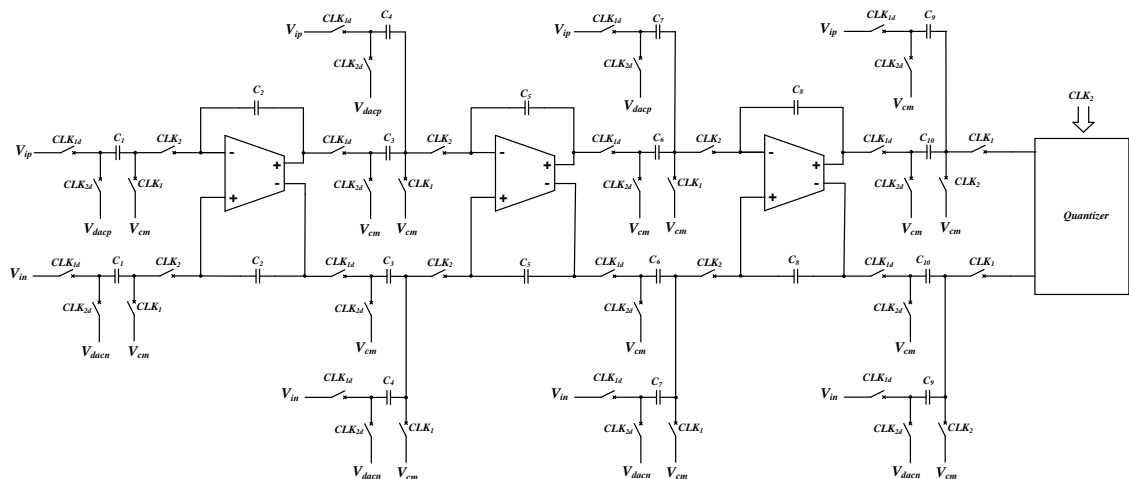 CLK1d C4 CLK1d C7 CLK1d C9
Vip Vip Vip
CLK2d CLK2d CLK2d
Vdacp Vdacp Vcm
C2 C5 C8 CLK2
CLK1d C1 CLK2 - + CLK1d C3 CLK2 - + CLK1d C6 CLK2 - + CLK1d C10 CLK1
Vip
CLK2d CLK1 + - CLK2d CLK1 + - CLK2d CLK1 + - CLK2d CLK2
Vdacp Vcm Vcm Vcm Vcm Vcm Vcm Vcm
Quantizer
CLK1d C1 CLK2 C2 CLK1d C3 CLK2 C5 CLK1d C6 CLK2 C8 CLK1d C10 CLK1
Vin
CLK2d CLK1 CLK2d CLK2d CLK2d
Vdacn Vcm Vcm Vcm Vcm
CLK1d C4 CLK1d C7 CLK1d C9
Vin Vin Vin
CLK2d CLK1 CLK2d CLK1 CLK2d CLK2
Vdacn Vcm Vdacn Vcm Vdacn Vcm